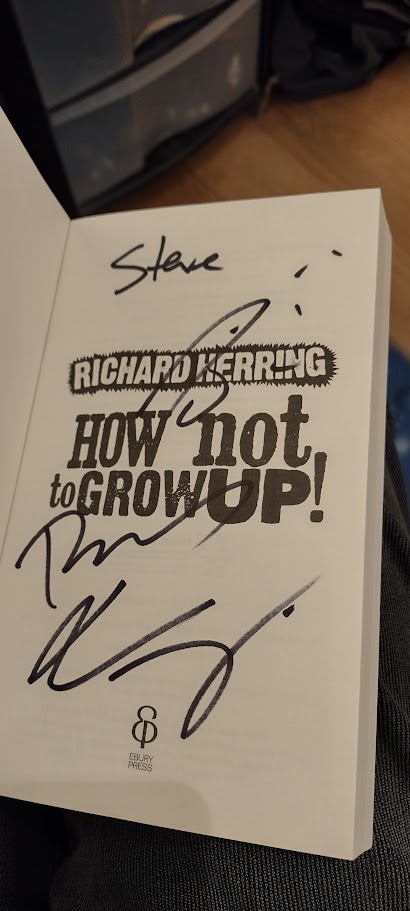 Steve
RICHARD HERRING
HOW not
to GROW UP!
EBURY
PRESS